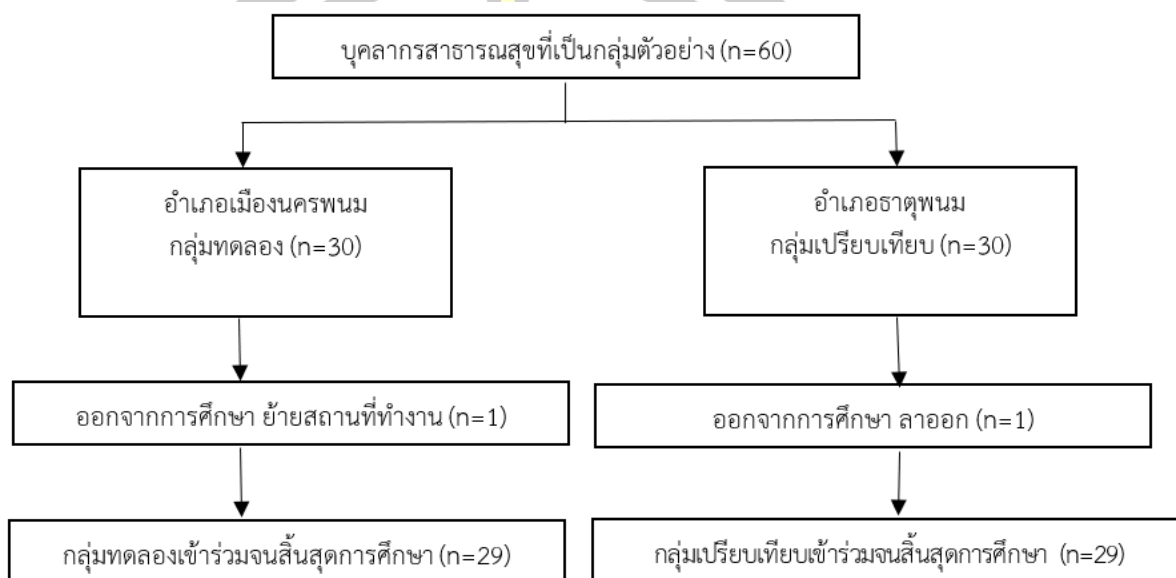 บุคลากรสาธารณสุขที่เป็นกลุ่มตัวอย่าง (n=60)
อำเภอเมืองนครพนม
กลุ่มทดลอง (n=30)
อำเภอธาตุพนม
กลุ่มเปรียบเทียบ (n=30)
ออกจากการศึกษา ย้ายสถานที่ทำงาน (n=1)
ออกจากการศึกษา ลาออก (n=1)
กลุ่มทดลองเข้าร่วมจนสิ้นสุดการศึกษา (n=29)
กลุ่มเปรียบเทียบเข้าร่วมจนสิ้นสุดการศึกษา (n=29)